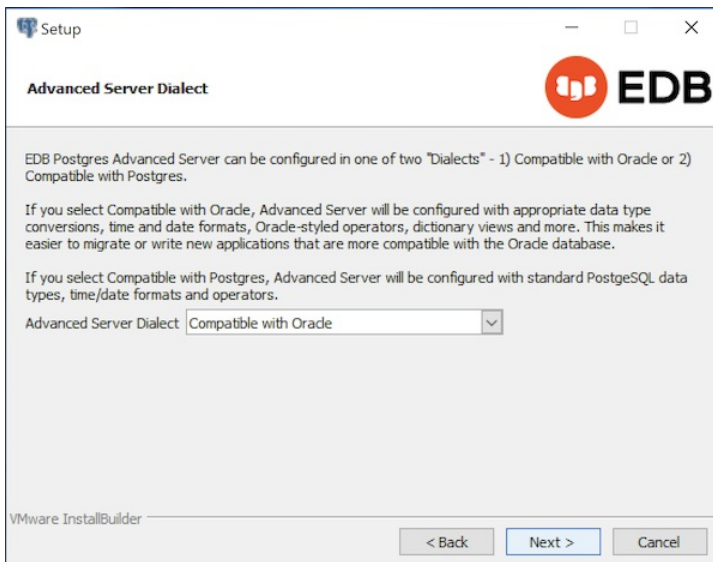 Setup
Advanced Server Dialect
EDB
EDB Postgres Advanced Server can be configured in one of two "Dialects" - 1) Compatible with Oracle or 2)
Compatible with Postgres.
If you select Compatible with Oracle, Advanced Server will be configured with appropriate data type
conversions, time and date formats, Oracle-styled operators, dictionary views and more. This makes it
easier to migrate or write new applications that are more compatible with the Oracle database.
If you select Compatible with Postgres, Advanced Server will be configured with standard PostgeSQL data
types, time/date formats and operators.
Advanced Server Dialect Compatible with Oracle
VMware InstallBuilder
< Back Next > Cancel